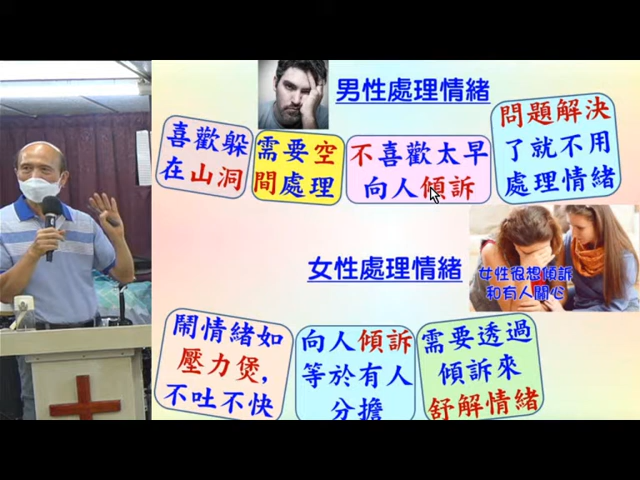 男性處理情緒
喜歡躲
在山洞
需要空
間處理
不喜歡太早
向人傾訴
問題解決
了就不用
處理情緒
女性處理情緒
女性很想傾訴
和有人關心
鬧情緒如
壓力煲,
不吐不快
向人傾訴
等於有人
分擔
需要透過
傾訴來
舒解情緒